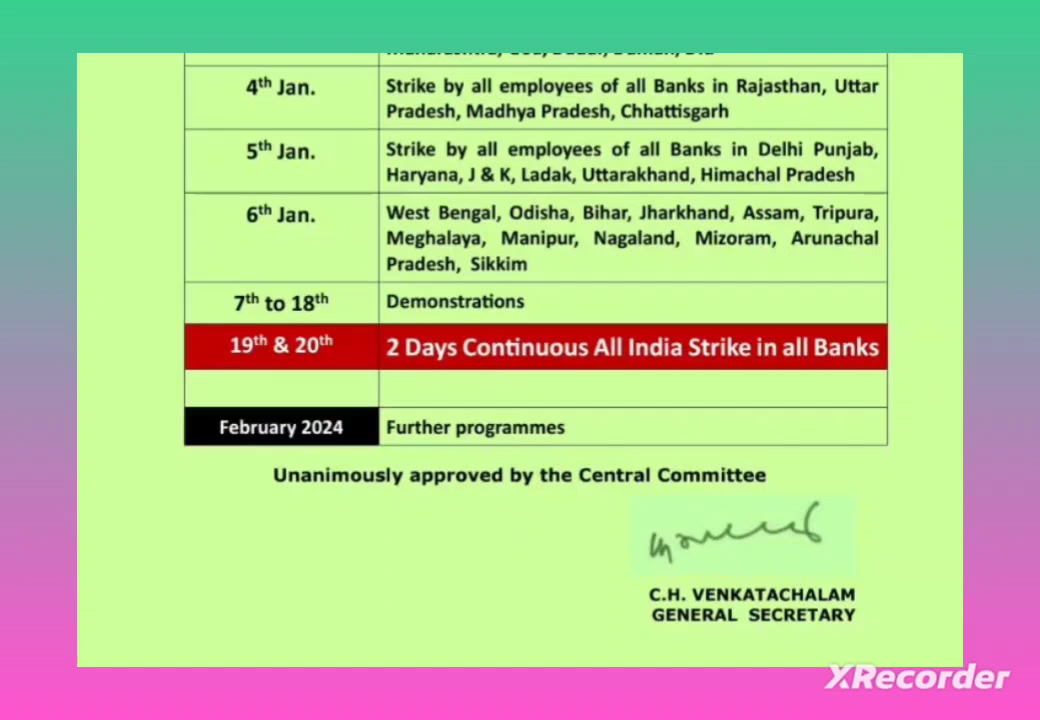 4th Jan.
Strike by all employees of all Banks in Rajasthan, Uttar
Pradesh, Madhya Pradesh, Chhattisgarh
5th Jan.
Strike by all employees of all Banks in Delhi Punjab,
Haryana, J & K, Ladak, Uttarakhand, Himachal Pradesh
6th Jan.
West Bengal, Odisha, Bihar, Jharkhand, Assam, Tripura,
Meghalaya, Manipur, Nagaland, Mizoram, Arunachal
Pradesh, Sikkim
7th to 18th
Demonstrations
19th & 20th
2 Days Continuous All India Strike in all Banks
February 2024
Further programmes
Unanimously approved by the Central Committee
C.H. VENKATACHALAM
GENERAL SECRETARY
XRecorder